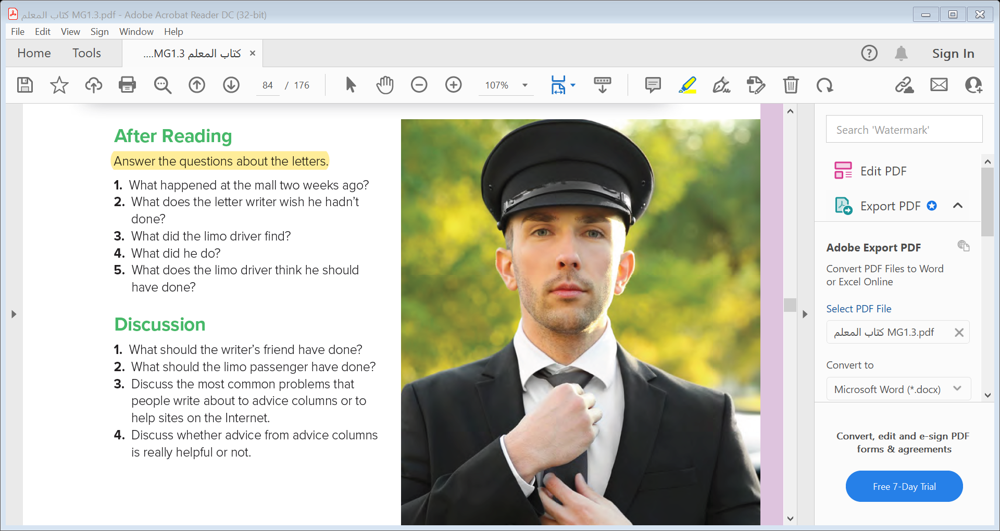 كتاب المعلم MG1.3.pdf - Adobe Acrobat Reader DC (32-bit)
File Edit View Sign Window Help
Home Tools كتاب المعلم MG1.3.... × Sign In
84 / 176 107%
After Reading
Answer the questions about the letters.
1. What happened at the mall two weeks ago?
2. What does the letter writer wish he hadn't
done?
3. What did the limo driver find?
4. What did he do?
5. What does the limo driver think he should
have done?
Discussion
1. What should the writer's friend have done?
2. What should the limo passenger have done?
3. Discuss the most common problems that
people write about to advice columns or to
help sites on the Internet.
4. Discuss whether advice from advice columns
is really helpful or not.
Search 'Watermark'
Edit PDF
Export PDF
Adobe Export PDF
Convert PDF Files to Word
or Excel Online
Select PDF File
كتاب المعلم MG1.3.pdf
Convert to
Microsoft Word (*.docx)
Convert, edit and e-sign PDF
forms & agreements
Free 7-Day Trial